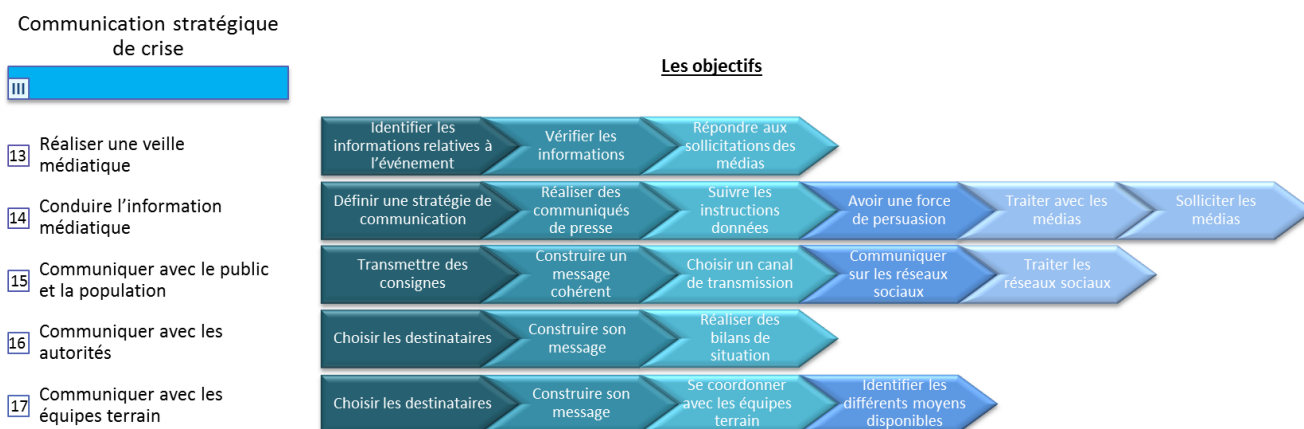 Communication stratégique
de crise
Les objectifs
III
13
Réaliser une veille
médiatique
Identifier les
informations relatives à
l'événement
Vérifier les
informations
Répondre aux
sollicitations des
médias
14
Conduire l'information
médiatique
Définir une stratégie de
communication
Réaliser des
communiqués
de presse
Suivre les
instructions
données
Avoir une force
de persuasion
Traiter avec les
médias
Solliciter les
médias
15
Communiquer avec le public
et la population
Transmettre des
consignes
Construire un
message
cohérent
Choisir un canal
de transmission
Communiquer
sur les réseaux
sociaux
Traiter les
réseaux sociaux
16
Communiquer avec les
autorités
Choisir les destinataires
Construire son
message
Réaliser des
bilans de
situation
17
Communiquer avec les
équipes terrain
Choisir les destinataires
Construire son
message
Se coordonner
avec les équipes
terrain
Identifier les
différents moyens
disponibles